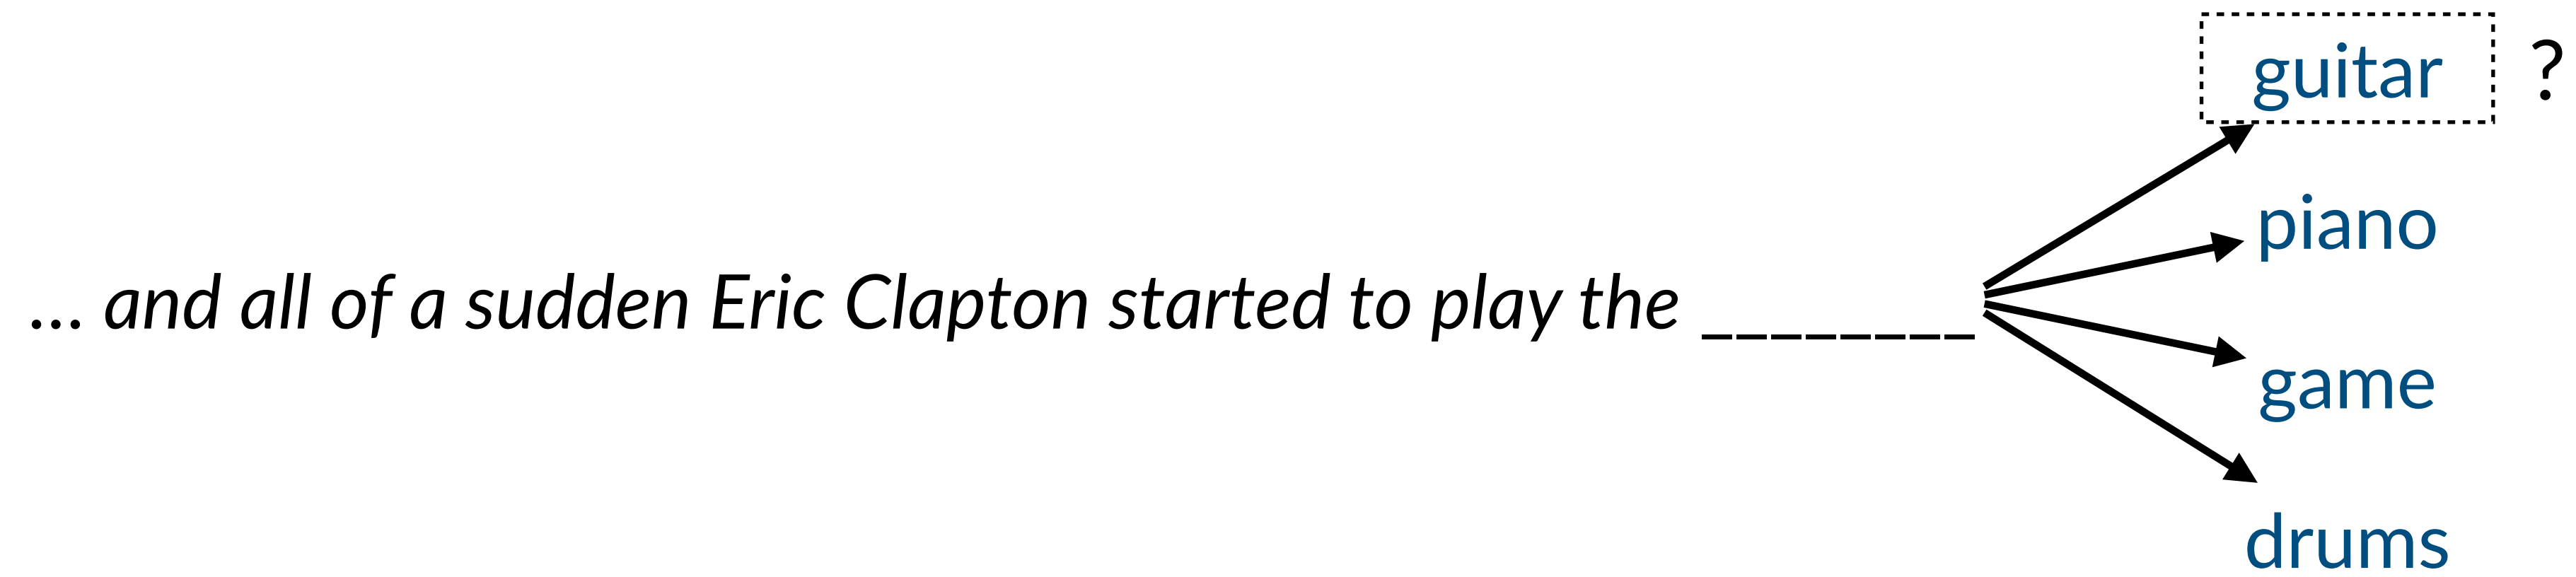 guitar ?
piano
... and all of a sudden Eric Clapton started to play the ________
game
drums